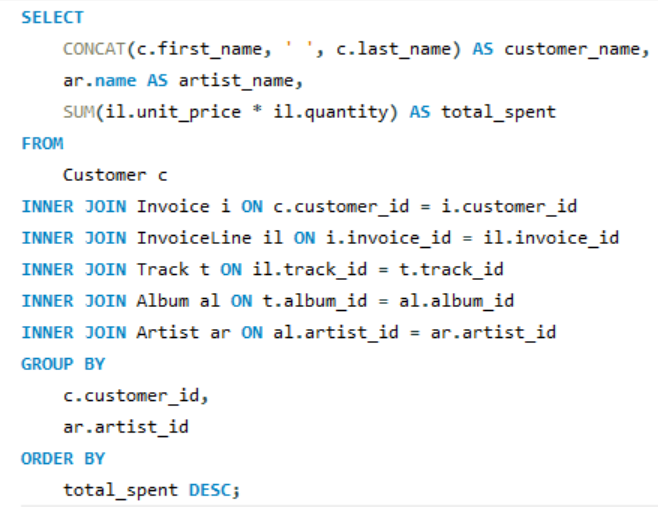 SELECT
CONCAT(c.first_name, ' ', c.last_name) AS customer_name,
ar.name AS artist_name,
SUM(il.unit_price * il.quantity) AS total_spent
FROM
Customer c
INNER JOIN Invoice i ON c.customer_id = i.customer_id
INNER JOIN InvoiceLine il ON i.invoice_id = il.invoice_id
INNER JOIN Track t ON il.track_id = t.track_id
INNER JOIN Album al ON t.album_id = al.album_id
INNER JOIN Artist ar ON al.artist_id = ar.artist_id
GROUP BY
c.customer_id,
ar.artist_id
ORDER BY
total_spent DESC;